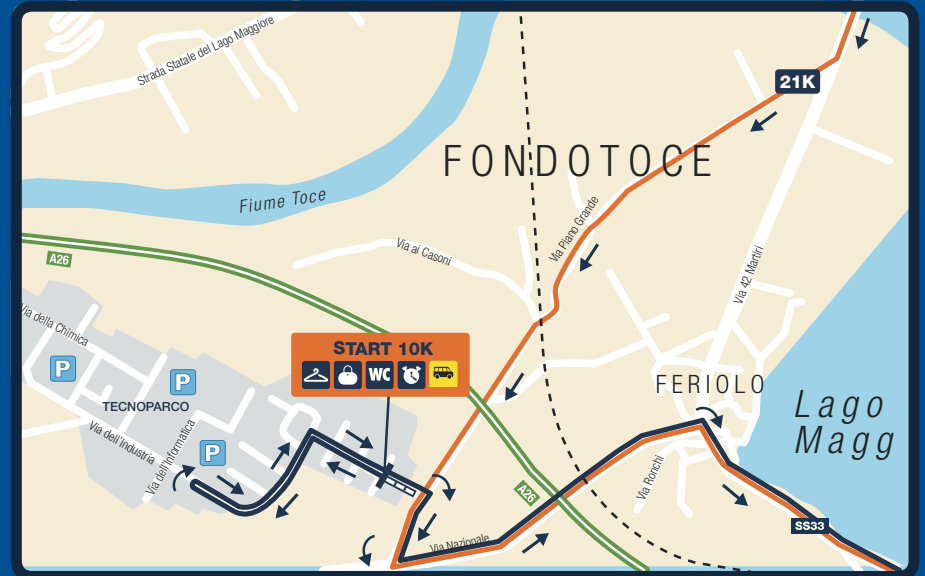 Strada Statale del Lago Maggiore
21K
FONDOTOCE
Fiume Toce
Via Piano Grande
Via ai Casoni
A26
Via 42 Martiri
Via della Chimica
START 10K
WC
P
P
FERIOLO
TECNOPARCO
Lago
Magg
Via dell'Industria
Via dell'Informatica
P
Via Ronchi
A26
SS33
Via Nazionale